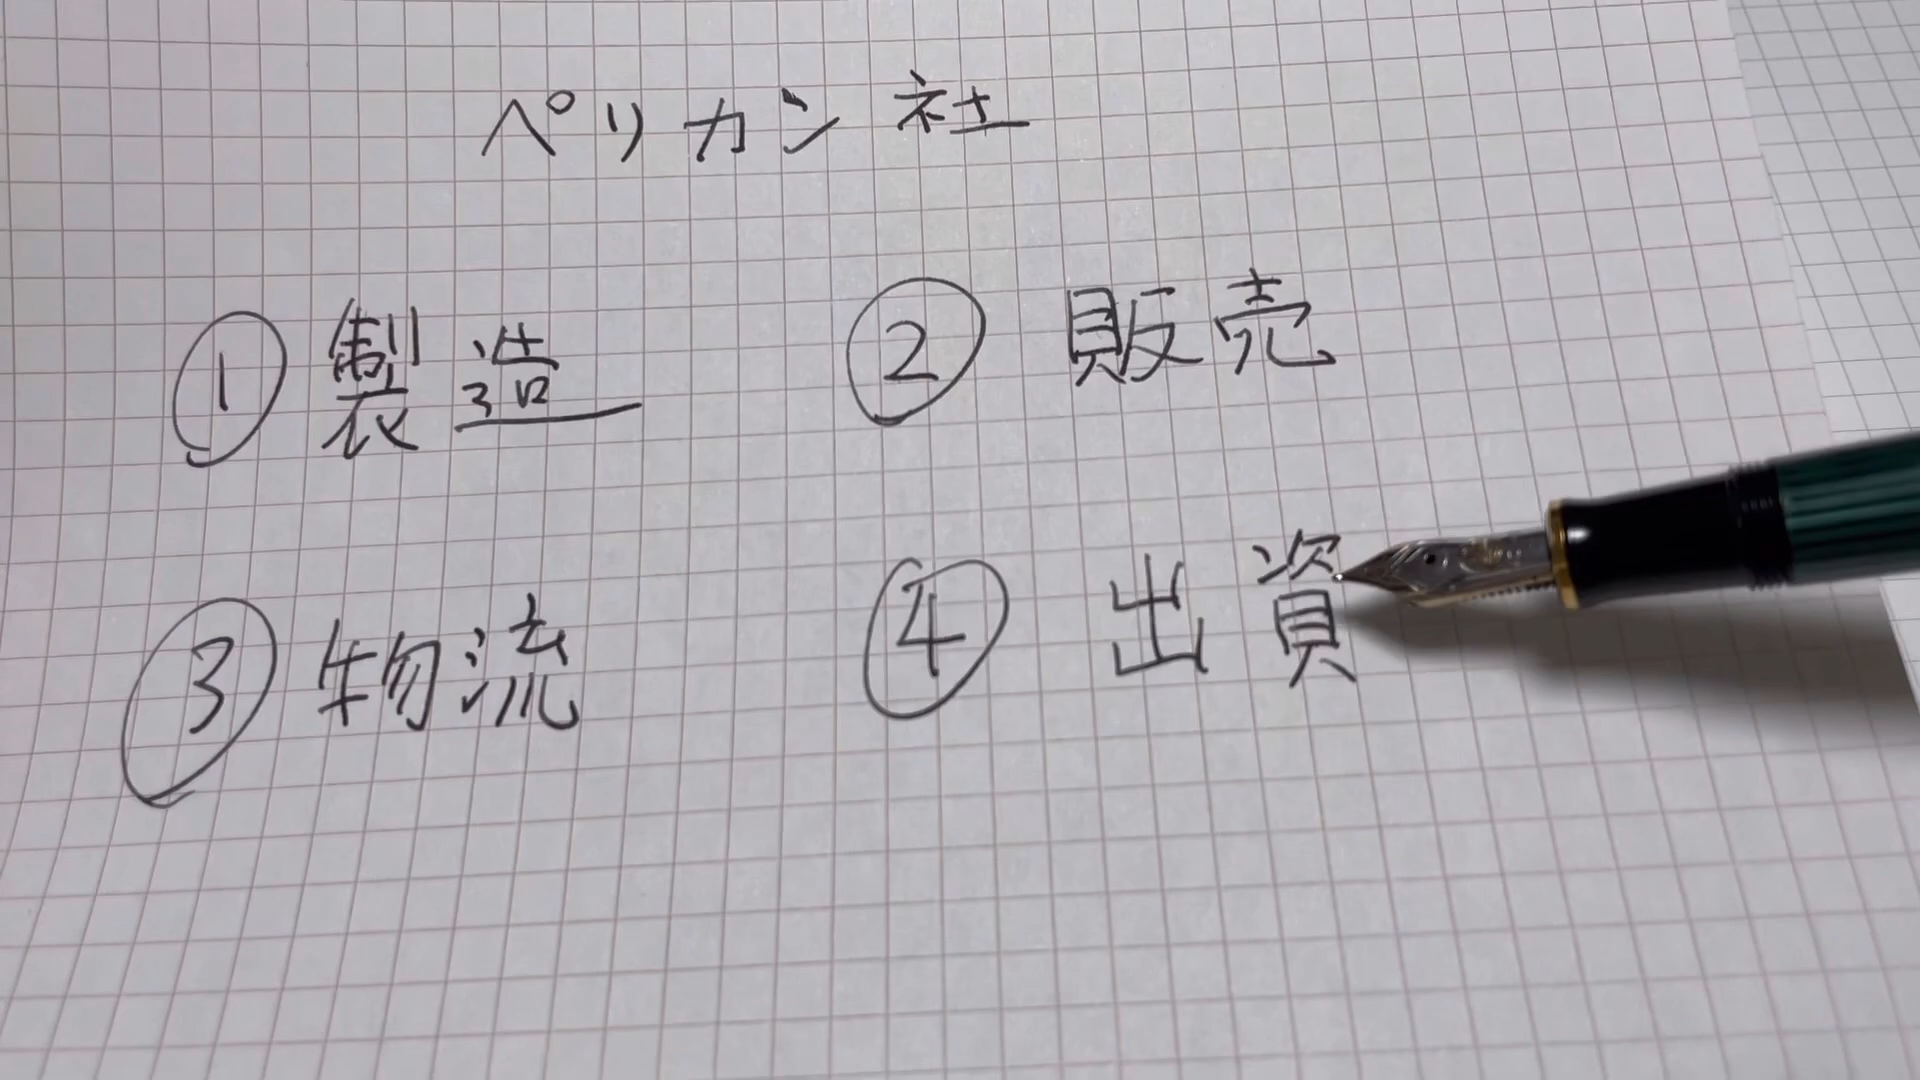 ペリカン社
① 製造 ② 販売
③ 物流 ④ 出資